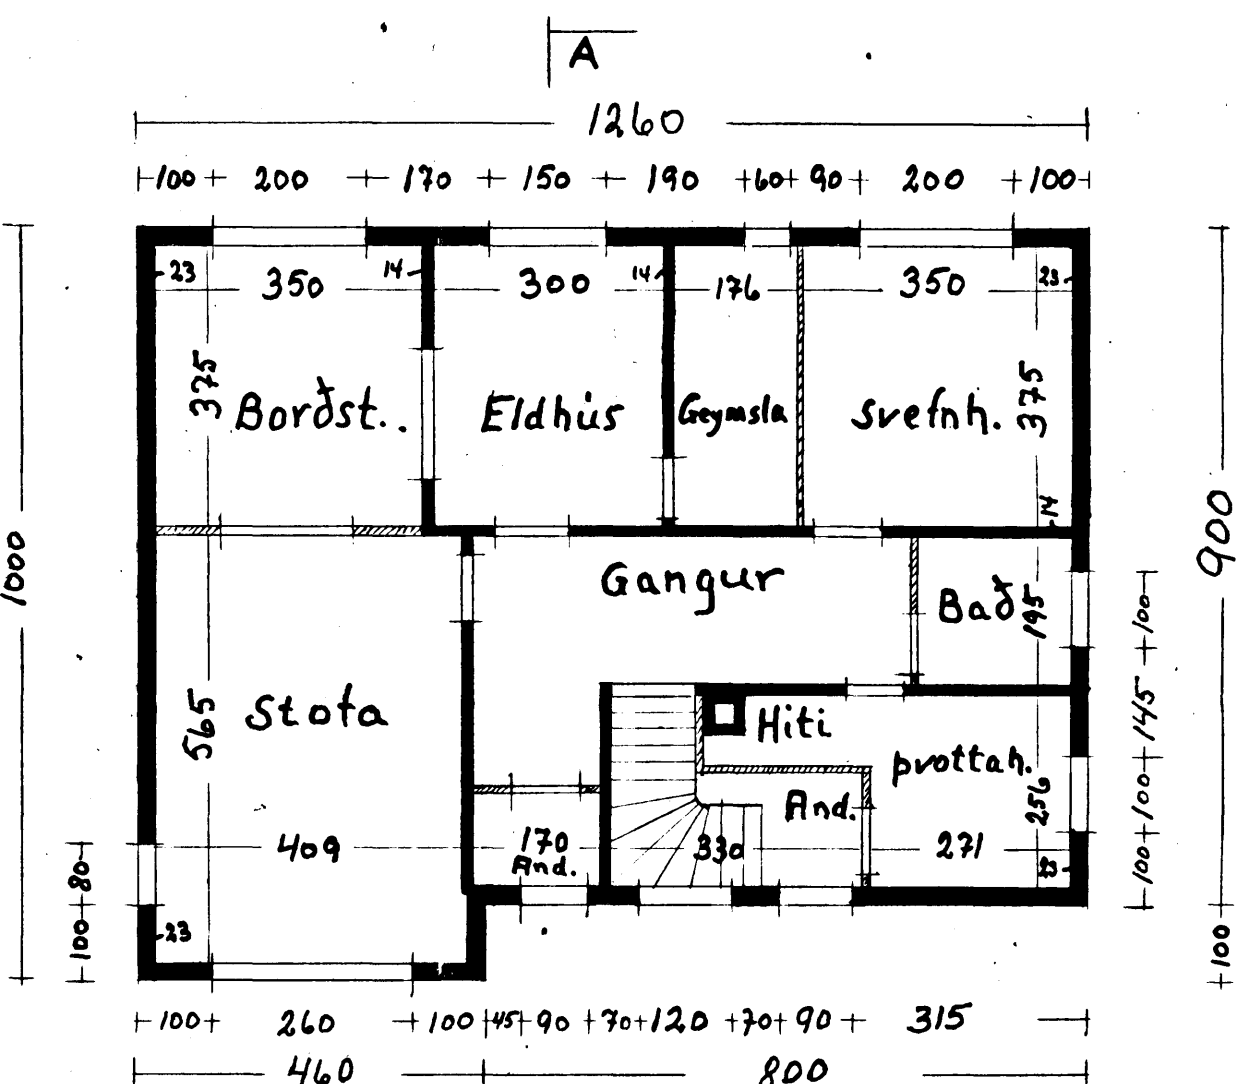 A
1260
100 200 170 150 190 60 90 200 100
23 350 14 300 14 176 350 23
375 Borðst.. Eldhús Geymsla svefnh. 375
14
1000
900
Gangur Bað 195
100
Stofa 565
Hiti
145
þvottah.
100
And. 256
409 170 330 271
And.
80
100
23
23
100
100
100 260 100 45 90 70 120 70 90 315
460 800